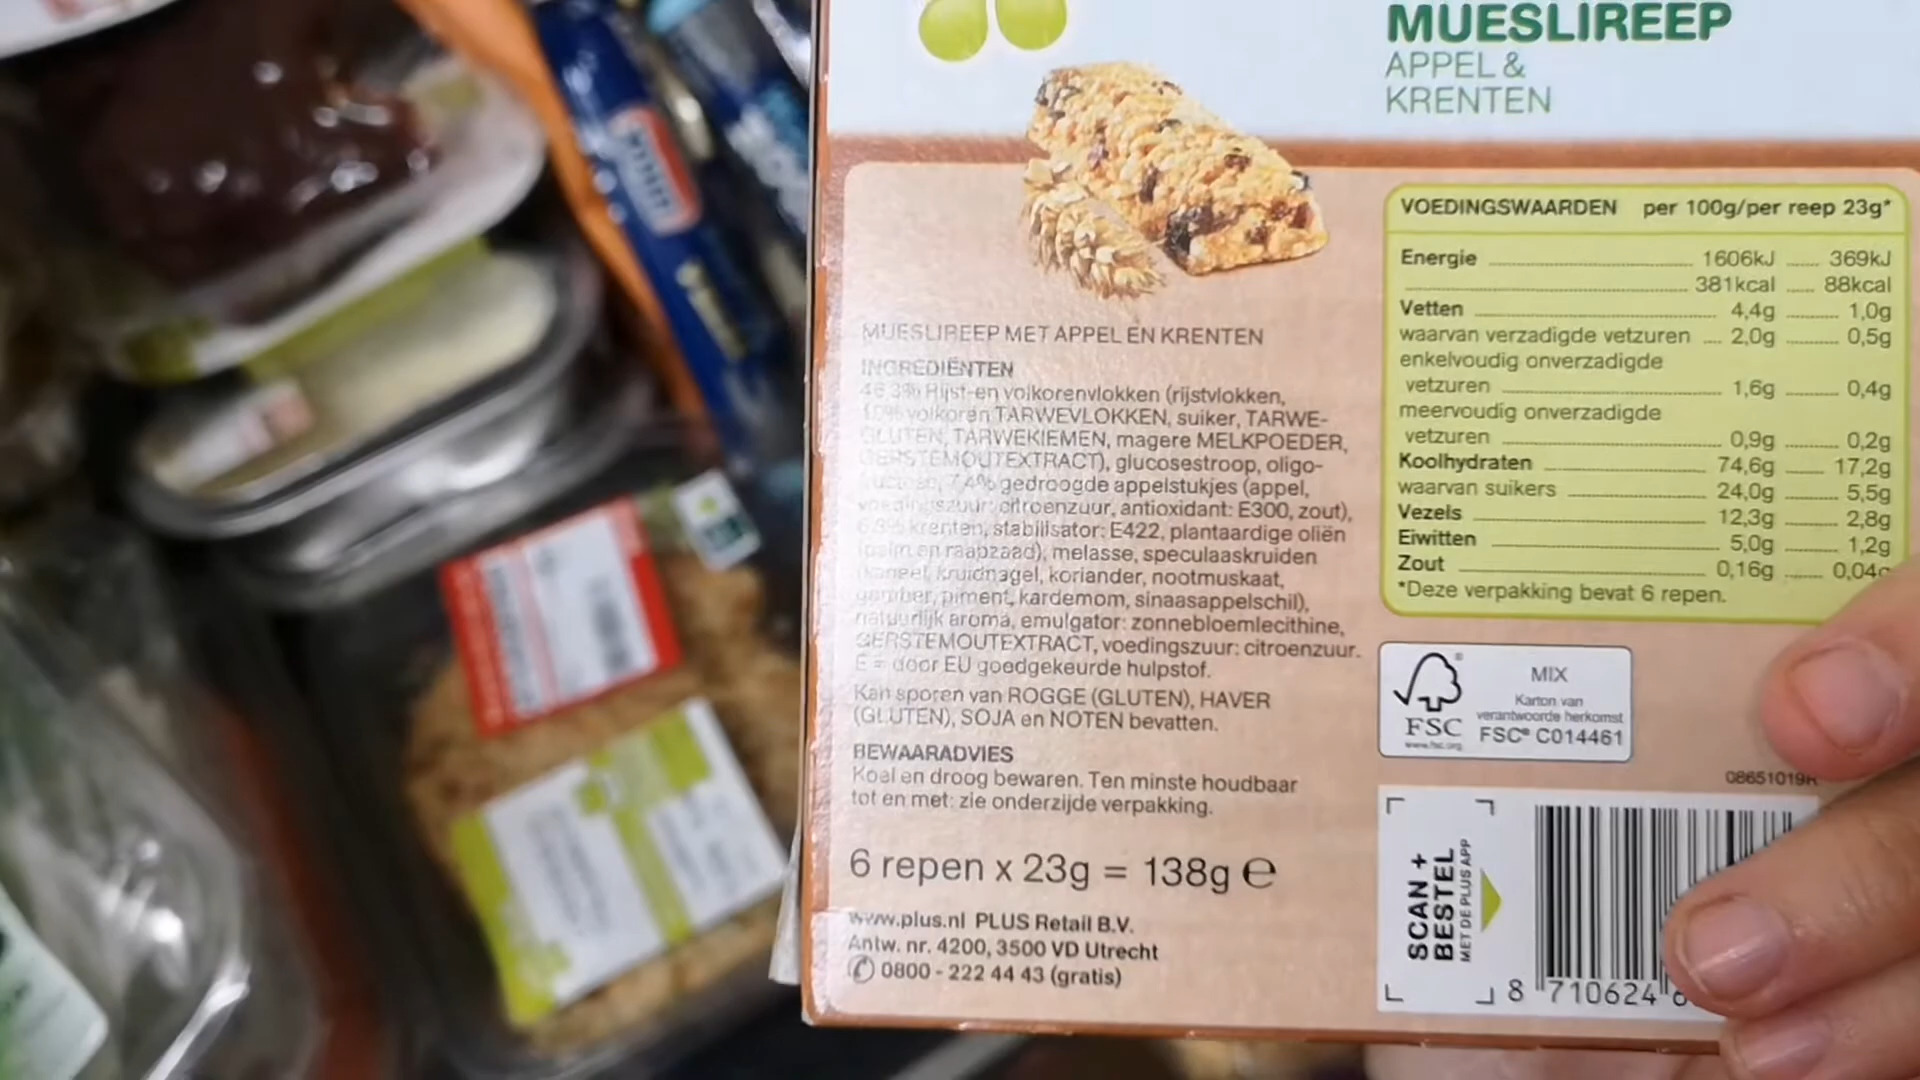 MUESLIREEP
APPEL &
KRENTEN
MUESLIREEP MET APPEL EN KRENTEN
INGREDIËNTEN
46,3% Rijst-en volkorenvlokken (rijstvlokken,
volkoren TARWEVLOKKEN, suiker, TARWE-
GLUTEN, TARWEKIEMEN, magere MELKPOEDER,
GERSTEMOUTEXTRACT), glucosestroop, oligo-
7,4% gedroogde appelstukjes (appel,
voedingszuur: citroenzuur, antioxidant: E300, zout),
krenten, stabilisator: E422, plantaardige oliën
(palm en raapzaad), melasse, speculaaskruiden
(kaneel, kruidnagel, koriander, nootmuskaat,
gember, piment, kardemom, sinaasappelschil),
natuurlijk aroma, emulgator: zonnebloemlecithine,
GERSTEMOUTEXTRACT, voedingszuur: citroenzuur.
E = door EU goedgekeurde hulpstof.
Kan sporen van ROGGE (GLUTEN), HAVER
(GLUTEN), SOJA en NOTEN bevatten.
BEWAARADVIES
Koel en droog bewaren. Ten minste houdbaar
tot en met: zie onderzijde verpakking.
6 repen x 23g = 138g e
www.plus.nl PLUS Retail B.V.
Antw. nr. 4200, 3500 VD Utrecht
0800 - 222 44 43 (gratis)
VOEDINGSWAARDEN per 100g/per reep 23g*
Energie 1606kJ 369kJ
381kcal 88kcal
Vetten 4,4g 1,0g
waarvan verzadigde vetzuren 2,0g 0,5g
enkelvoudig onverzadigde
vetzuren 1,6g 0,4g
meervoudig onverzadigde
vetzuren 0,9g 0,2g
Koolhydraten 74,6g 17,2g
waarvan suikers 24,0g 5,5g
Vezels 12,3g 2,8g
Eiwitten 5,0g 1,2g
Zout 0,16g 0,04g
*Deze verpakking bevat 6 repen.
FSC
www.fsc.org
MIX
Karton van
verantwoorde herkomst
FSC® C014461
08651019R
SCAN +
BESTEL
MET DE PLUS APP
8 710624